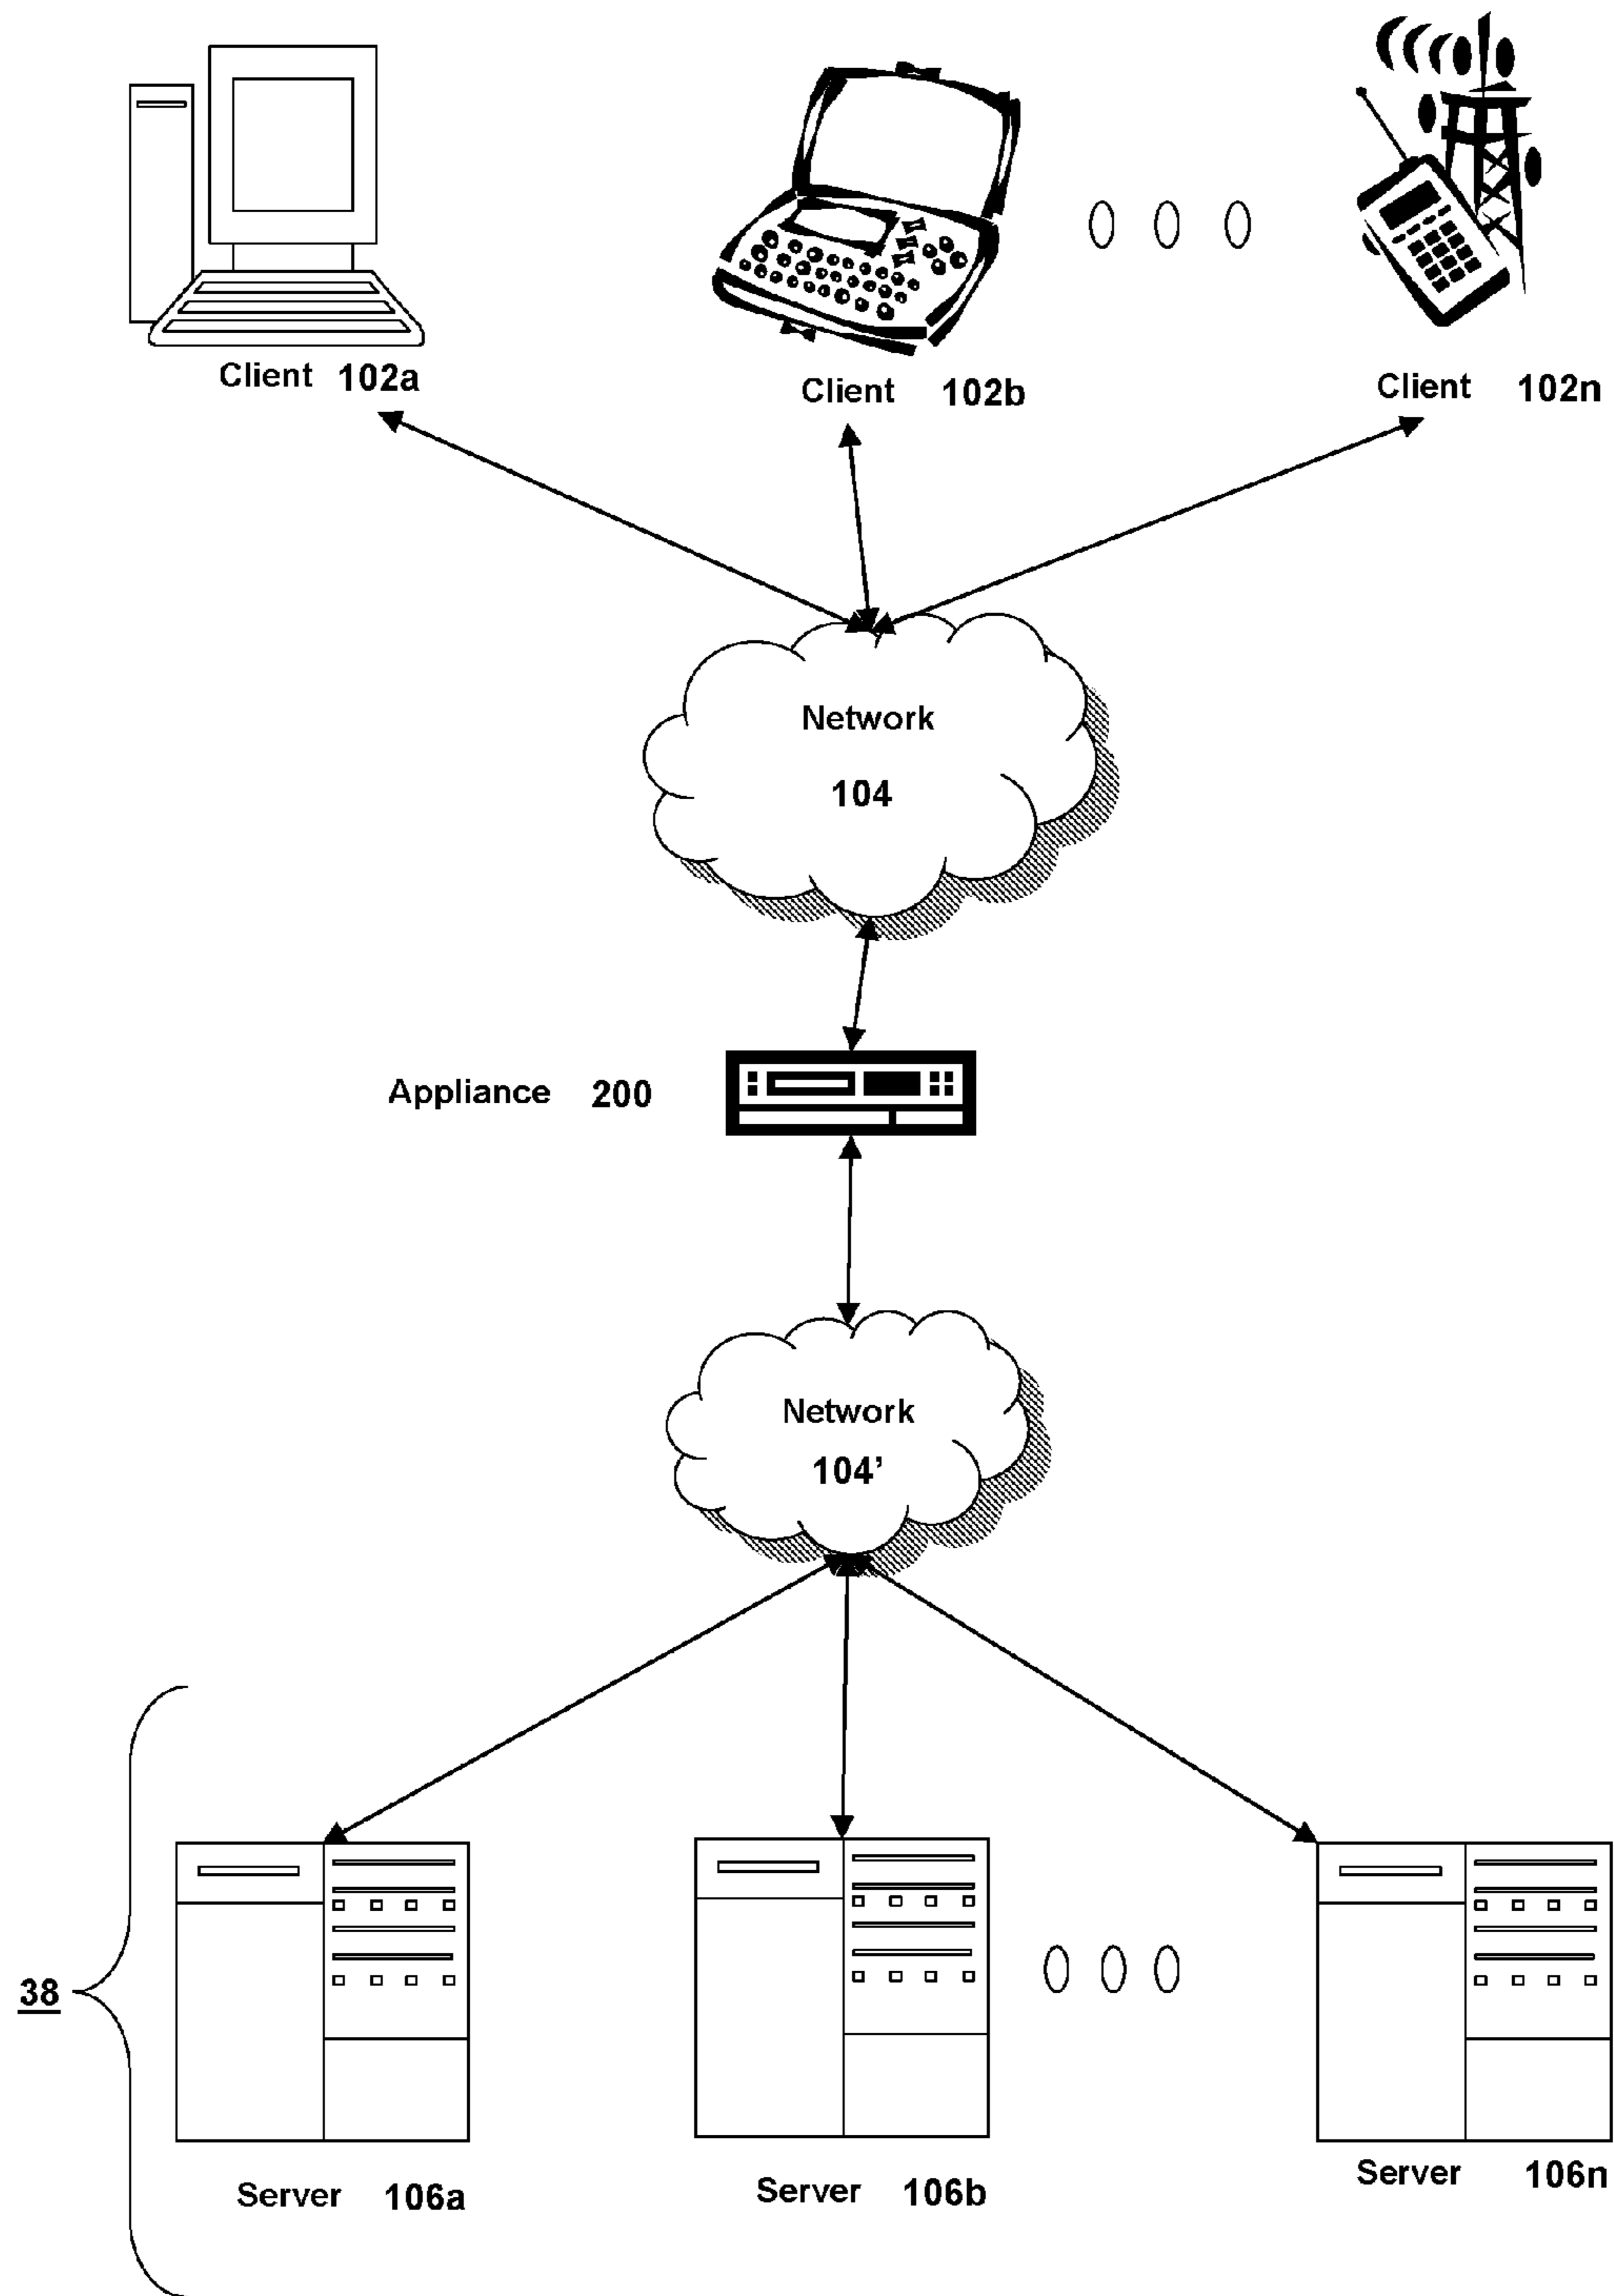 Client 102a
Client 102b
Client 102n
Network
104
Appliance 200
Network
104’
38
Server 106a
Server 106b
Server 106n